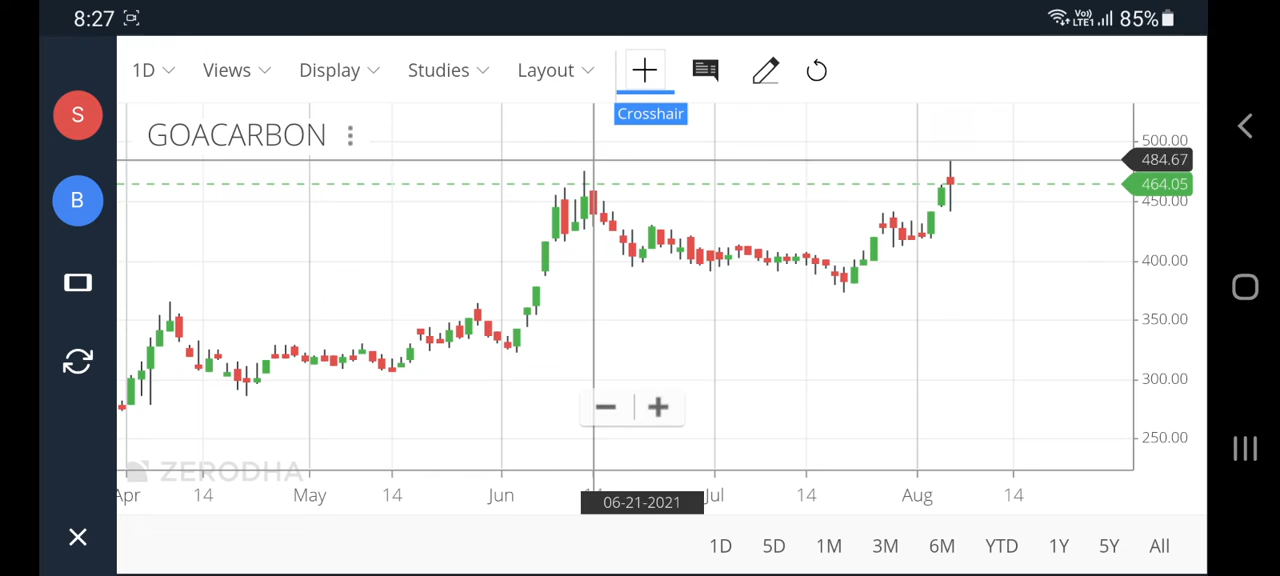 8:27 Vo) LTE1 85%
1D Views Display Studies Layout
Crosshair
S
GOACARBON
B
500.00
484.67
464.05
450.00
400.00
350.00
300.00
250.00
ZERODHA
Apr 14 May 14 Jun 06-21-2021 Jul 14 Aug 14
1D 5D 1M 3M 6M YTD 1Y 5Y All